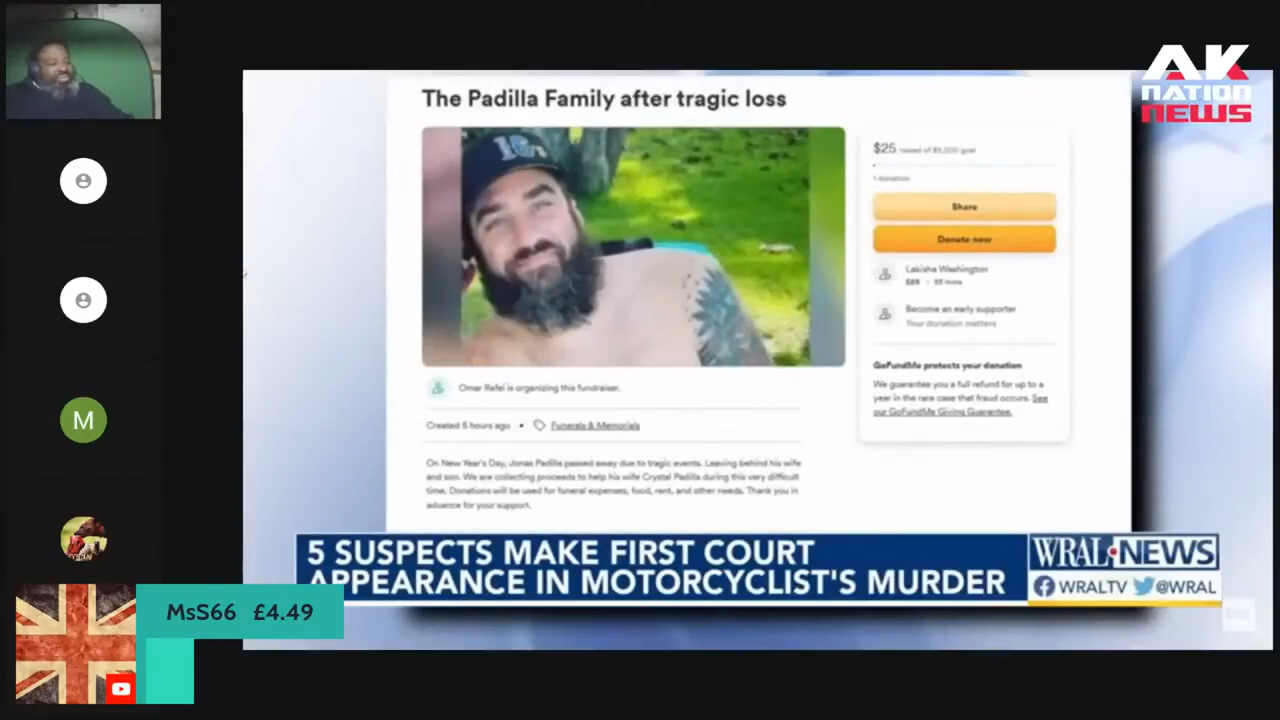 AK
NATION
NEWS
The Padilla Family after tragic loss
$25 raised of $5,000 goal
1 donation
Share
Donate now
Lakisha Washington
$25
Become an early supporter
Your donation matters
GoFundMe protects your donation
We guarantee you a full refund for up to a
year in the rare case that fraud occurs. See
our GoFundMe Giving Guarantee.
Omar Rafei is organizing this fundraiser.
Created 5 hours ago • Funerals & Memorials
On New Year's Day, Jonas Padilla passed away due to tragic events. Leaving behind his wife
and son. We are collecting proceeds to help his wife Crystal Padilla during this very difficult
time. Donations will be used for funeral expenses, food, rent, and other needs. Thank you in
advance for your support.
M
5 SUSPECTS MAKE FIRST COURT
APPEARANCE IN MOTORCYCLIST'S MURDER
WRAL NEWS
WRALTV @WRAL
MsS66 £4.49